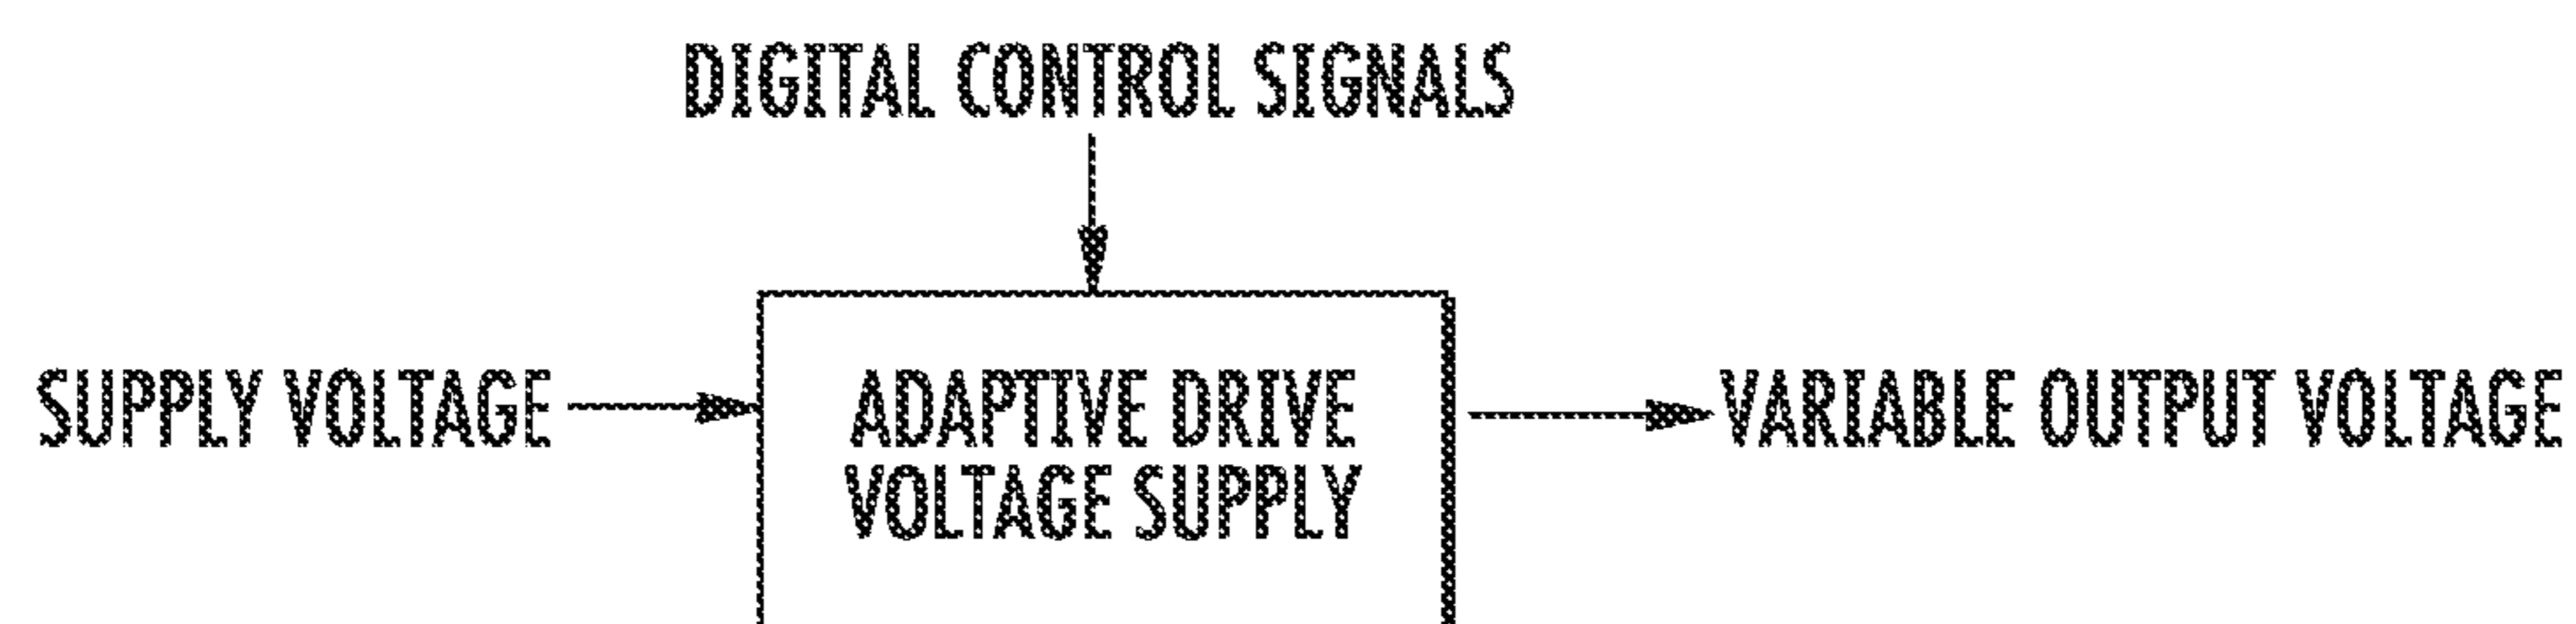 DIGITAL CONTROL SIGNALS
SUPPLY VOLTAGE
ADAPTIVE DRIVE
VOLTAGE SUPPLY
VARIABLE OUTPUT VOLTAGE